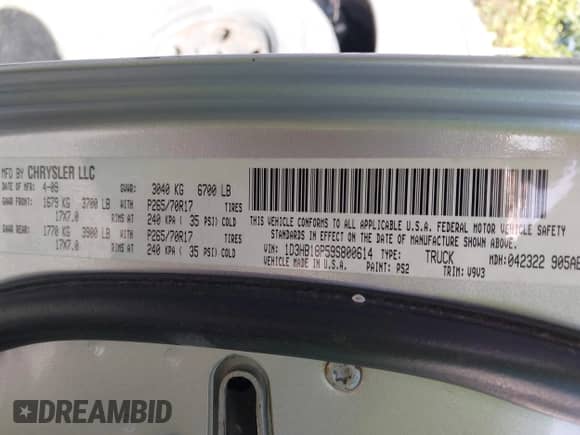 MFD BY CHRYSLER LLC
DATE OF MFR 4-09 GVWR: 3040 KG 6700 LB
GAWR FRONT: 1679 KG 3700 LB WITH P265/70R17 TIRES
17X7.0 RIMS AT 240 KPA ( 35 PSI) COLD
GAWR REAR: 1770 KG 3900 LB WITH P265/70R17 TIRES
17X7.0 RIMS AT 240 KPA ( 35 PSI) COLD
THIS VEHICLE CONFORMS TO ALL APPLICABLE U.S.A. FEDERAL MOTOR VEHICLE SAFETY
STANDARDS IN EFFECT ON THE DATE OF MANUFACTURE SHOWN ABOVE.
VIN: 1D3HB18P59S800614 TYPE: TRUCK MDH: 042322 905AE
VEHICLE MADE IN U.S.A. PAINT: PS2 TRIM: V9V3
DREAMBID